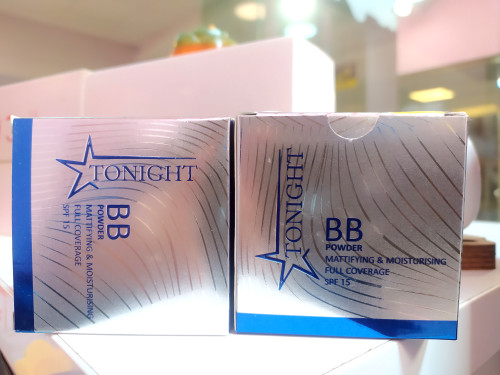 TONIGHT
BB
POWDER
MATTIFYING & MOISTURISING
FULL COVERAGE
SPF 15
TONIGHT
BB
POWDER
MATTIFYING & MOISTURISING
FULL COVERAGE
SPF 15